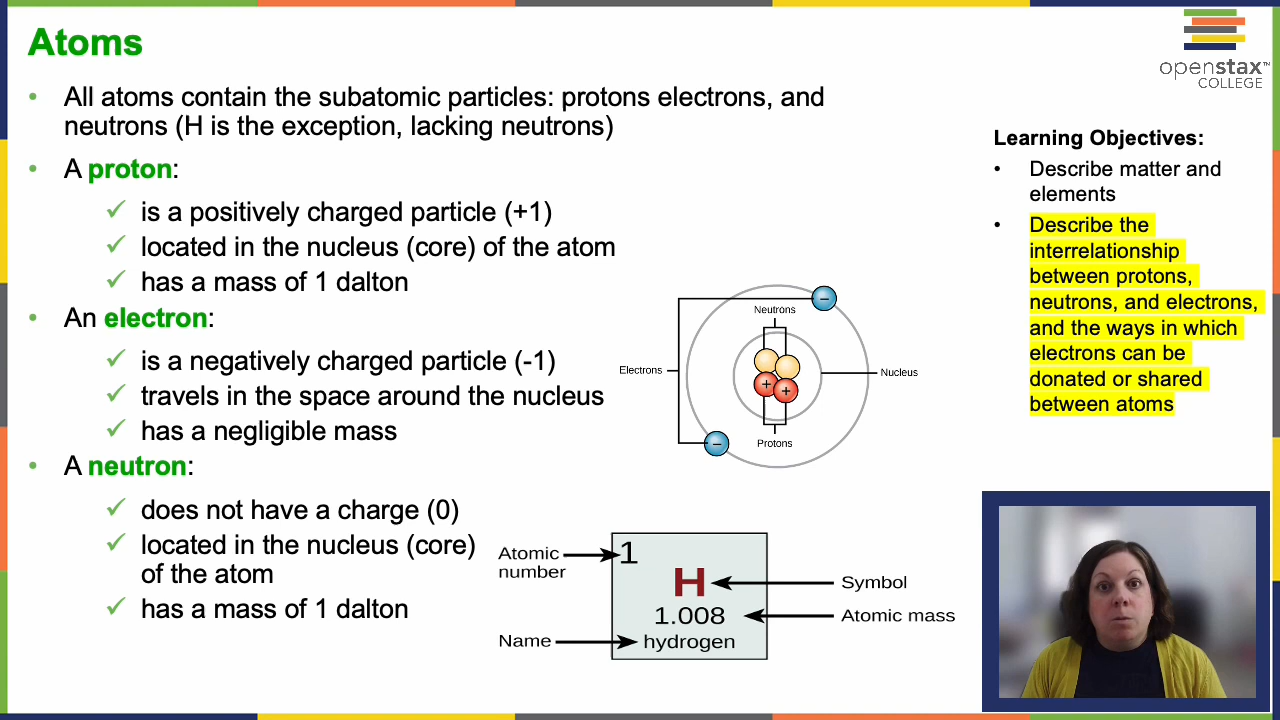 Atoms
• All atoms contain the subatomic particles: protons electrons, and
neutrons (H is the exception, lacking neutrons)
• A proton:
✓ is a positively charged particle (+1)
✓ located in the nucleus (core) of the atom
✓ has a mass of 1 dalton
• An electron:
✓ is a negatively charged particle (-1)
✓ travels in the space around the nucleus
✓ has a negligible mass
• A neutron:
✓ does not have a charge (0)
✓ located in the nucleus (core)
of the atom
✓ has a mass of 1 dalton
Neutrons
Electrons
Nucleus
Protons
−
+
+
−
Atomic
number
1
H
Symbol
1.008
Atomic mass
Name
hydrogen
openstax™
COLLEGE
Learning Objectives:
• Describe matter and
elements
• Describe the
interrelationship
between protons,
neutrons, and electrons,
and the ways in which
electrons can be
donated or shared
between atoms